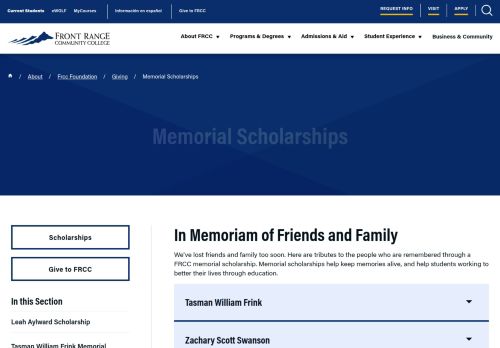 Current Students eWOLF MyCourses Información en español Give to FRCC REQUEST INFO VISIT APPLY
FRONT RANGE
COMMUNITY COLLEGE
About FRCC Programs & Degrees Admissions & Aid Student Experience Business & Community
/ About / Frcc Foundation / Giving / Memorial Scholarships
Memorial Scholarships
Scholarships
Give to FRCC
In this Section
Leah Aylward Scholarship
Tasman William Frink Memorial
In Memoriam of Friends and Family
We've lost friends and family too soon. Here are tributes to the people who are remembered through a
FRCC memorial scholarship. Memorial scholarships help keep memories alive, and help students working to
better their lives through education.
Tasman William Frink
Zachary Scott Swanson